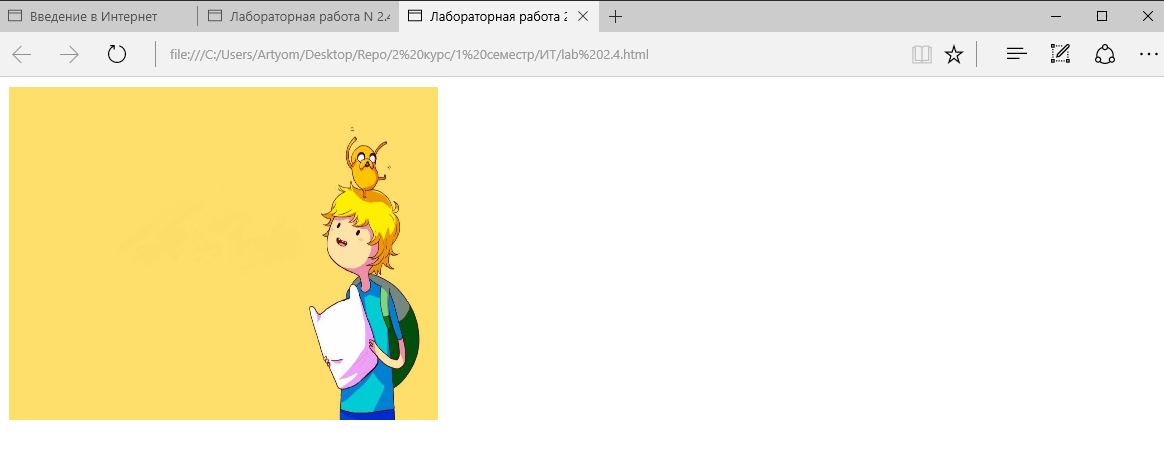 Введение в Интернет
Лабораторная работа N 2.4
Лабораторная работа 2
file:///C:/Users/Artyom/Desktop/Repo/2%20курс/1%20семестр/ИТ/lab%202.4.html